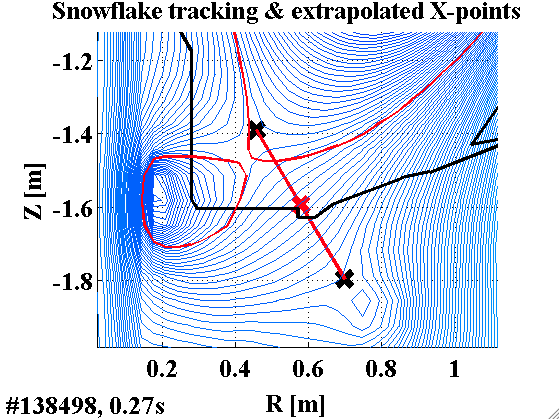 Snowflake tracking & extrapolated X-points
-1.2
-1.4
-1.6
-1.8
Z [m]
0.2 0.4 0.6 0.8 1
R [m]
#138498, 0.27s